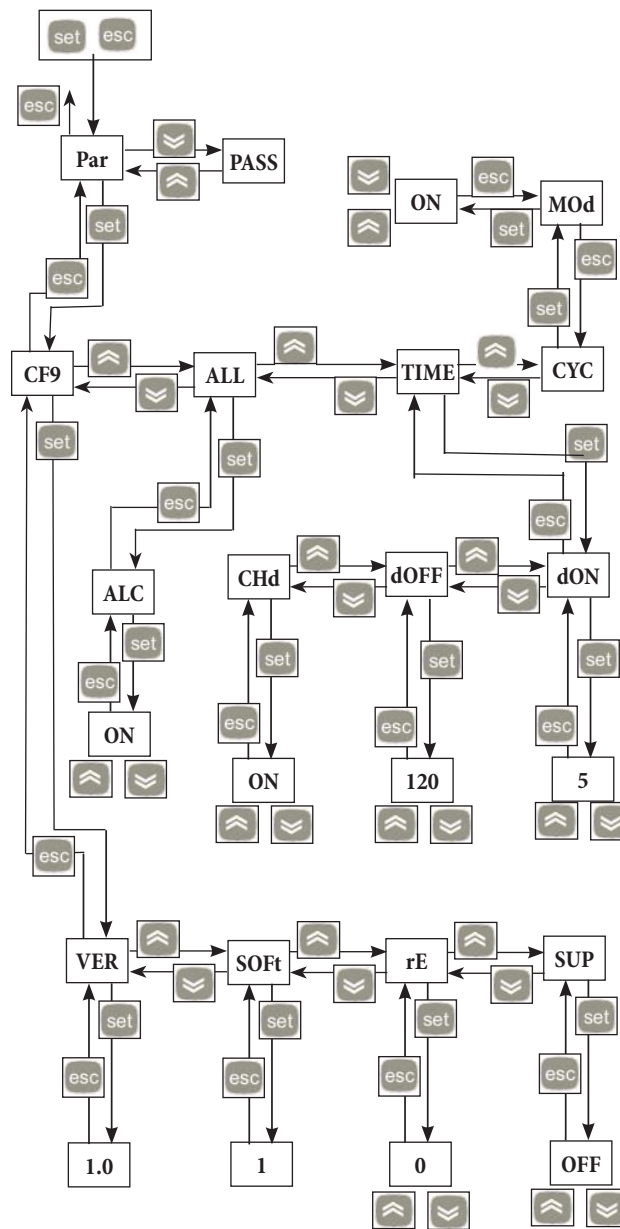 set esc
esc
Par
PASS
set
esc
ON
esc
set
MOd
esc
set
CF9
ALL
TIME
CYC
set
set
set
esc
esc
ALC
CHd
dOFF
dON
set
set
set
set
esc
esc
esc
esc
ON
ON
120
5
esc
VER
SOFt
rE
SUP
set
set
set
set
esc
esc
esc
esc
1.0
1
0
OFF